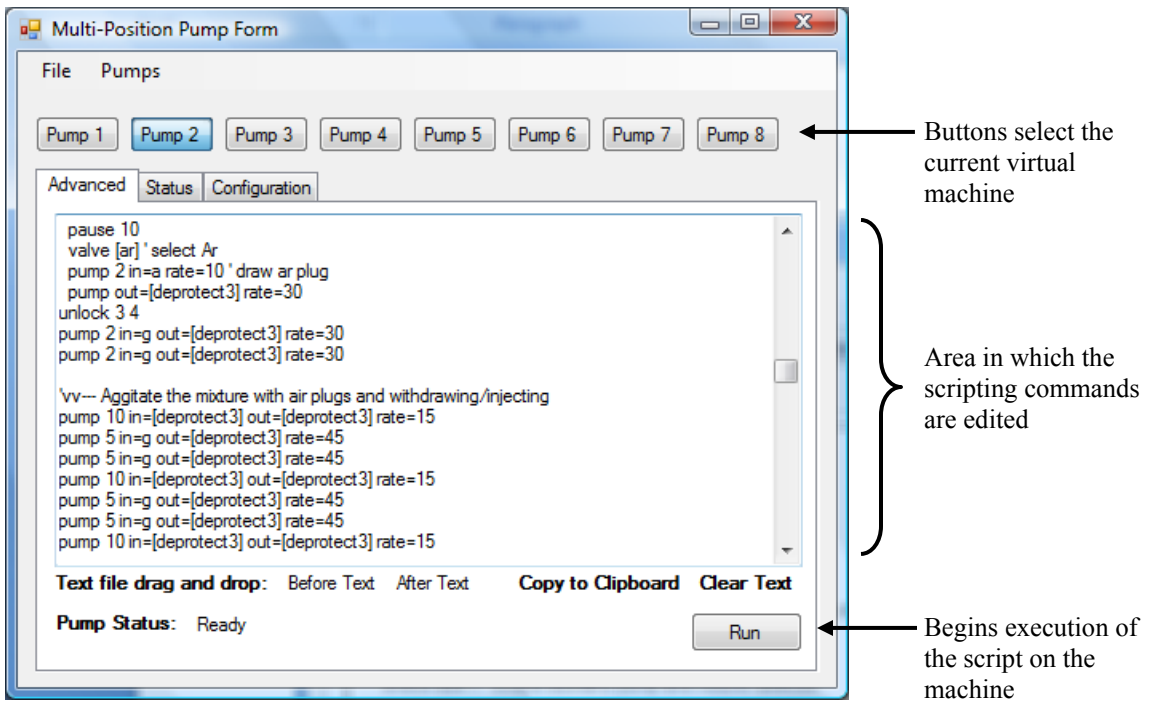 Multi-Position Pump Form
File Pumps
Pump 1 Pump 2 Pump 3 Pump 4 Pump 5 Pump 6 Pump 7 Pump 8
Advanced Status Configuration
pause 10
valve [ar] ' select Ar
pump 2 in=a rate=10 ' draw ar plug
pump out=[deprotect3] rate=30
unlock 3 4
pump 2 in=g out=[deprotect3] rate=30
pump 2 in=g out=[deprotect3] rate=30
'vv--- Aggitate the mixture with air plugs and withdrawing/injecting
pump 10 in=[deprotect3] out=[deprotect3] rate=15
pump 5 in=g out=[deprotect3] rate=45
pump 5 in=g out=[deprotect3] rate=45
pump 10 in=[deprotect3] out=[deprotect3] rate=15
pump 5 in=g out=[deprotect3] rate=45
pump 5 in=g out=[deprotect3] rate=45
pump 10 in=[deprotect3] out=[deprotect3] rate=15
Text file drag and drop: Before Text After Text Copy to Clipboard Clear Text
Pump Status: Ready
Run
Buttons select the
current virtual
machine
Area in which the
scripting commands
are edited
Begins execution of
the script on the
machine